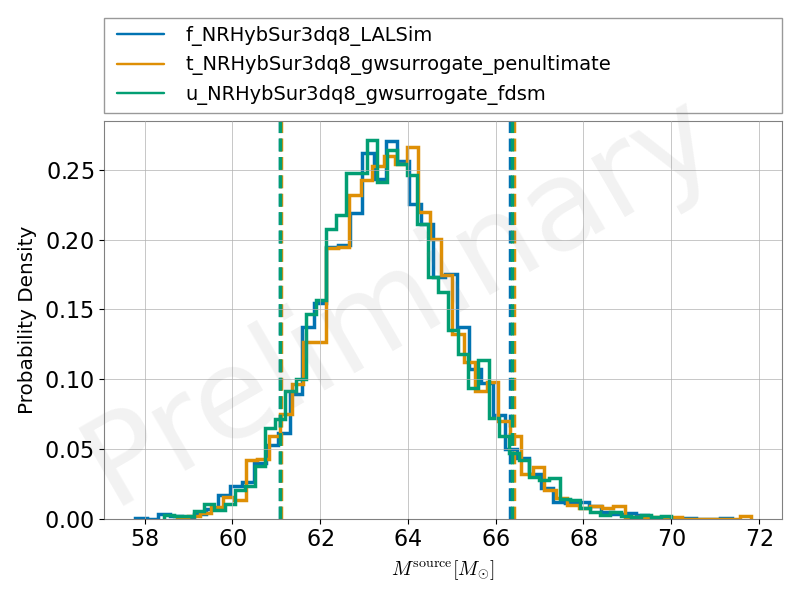 f_NRHybSur3dq8_LALSim
t_NRHybSur3dq8_gwsurrogate_penultimate
u_NRHybSur3dq8_gwsurrogate_fdsm
Preliminary
Probability Density
0.25
0.20
0.15
0.10
0.05
0.00
58 60 62 64 66 68 70 72
M^source [M_⊙]